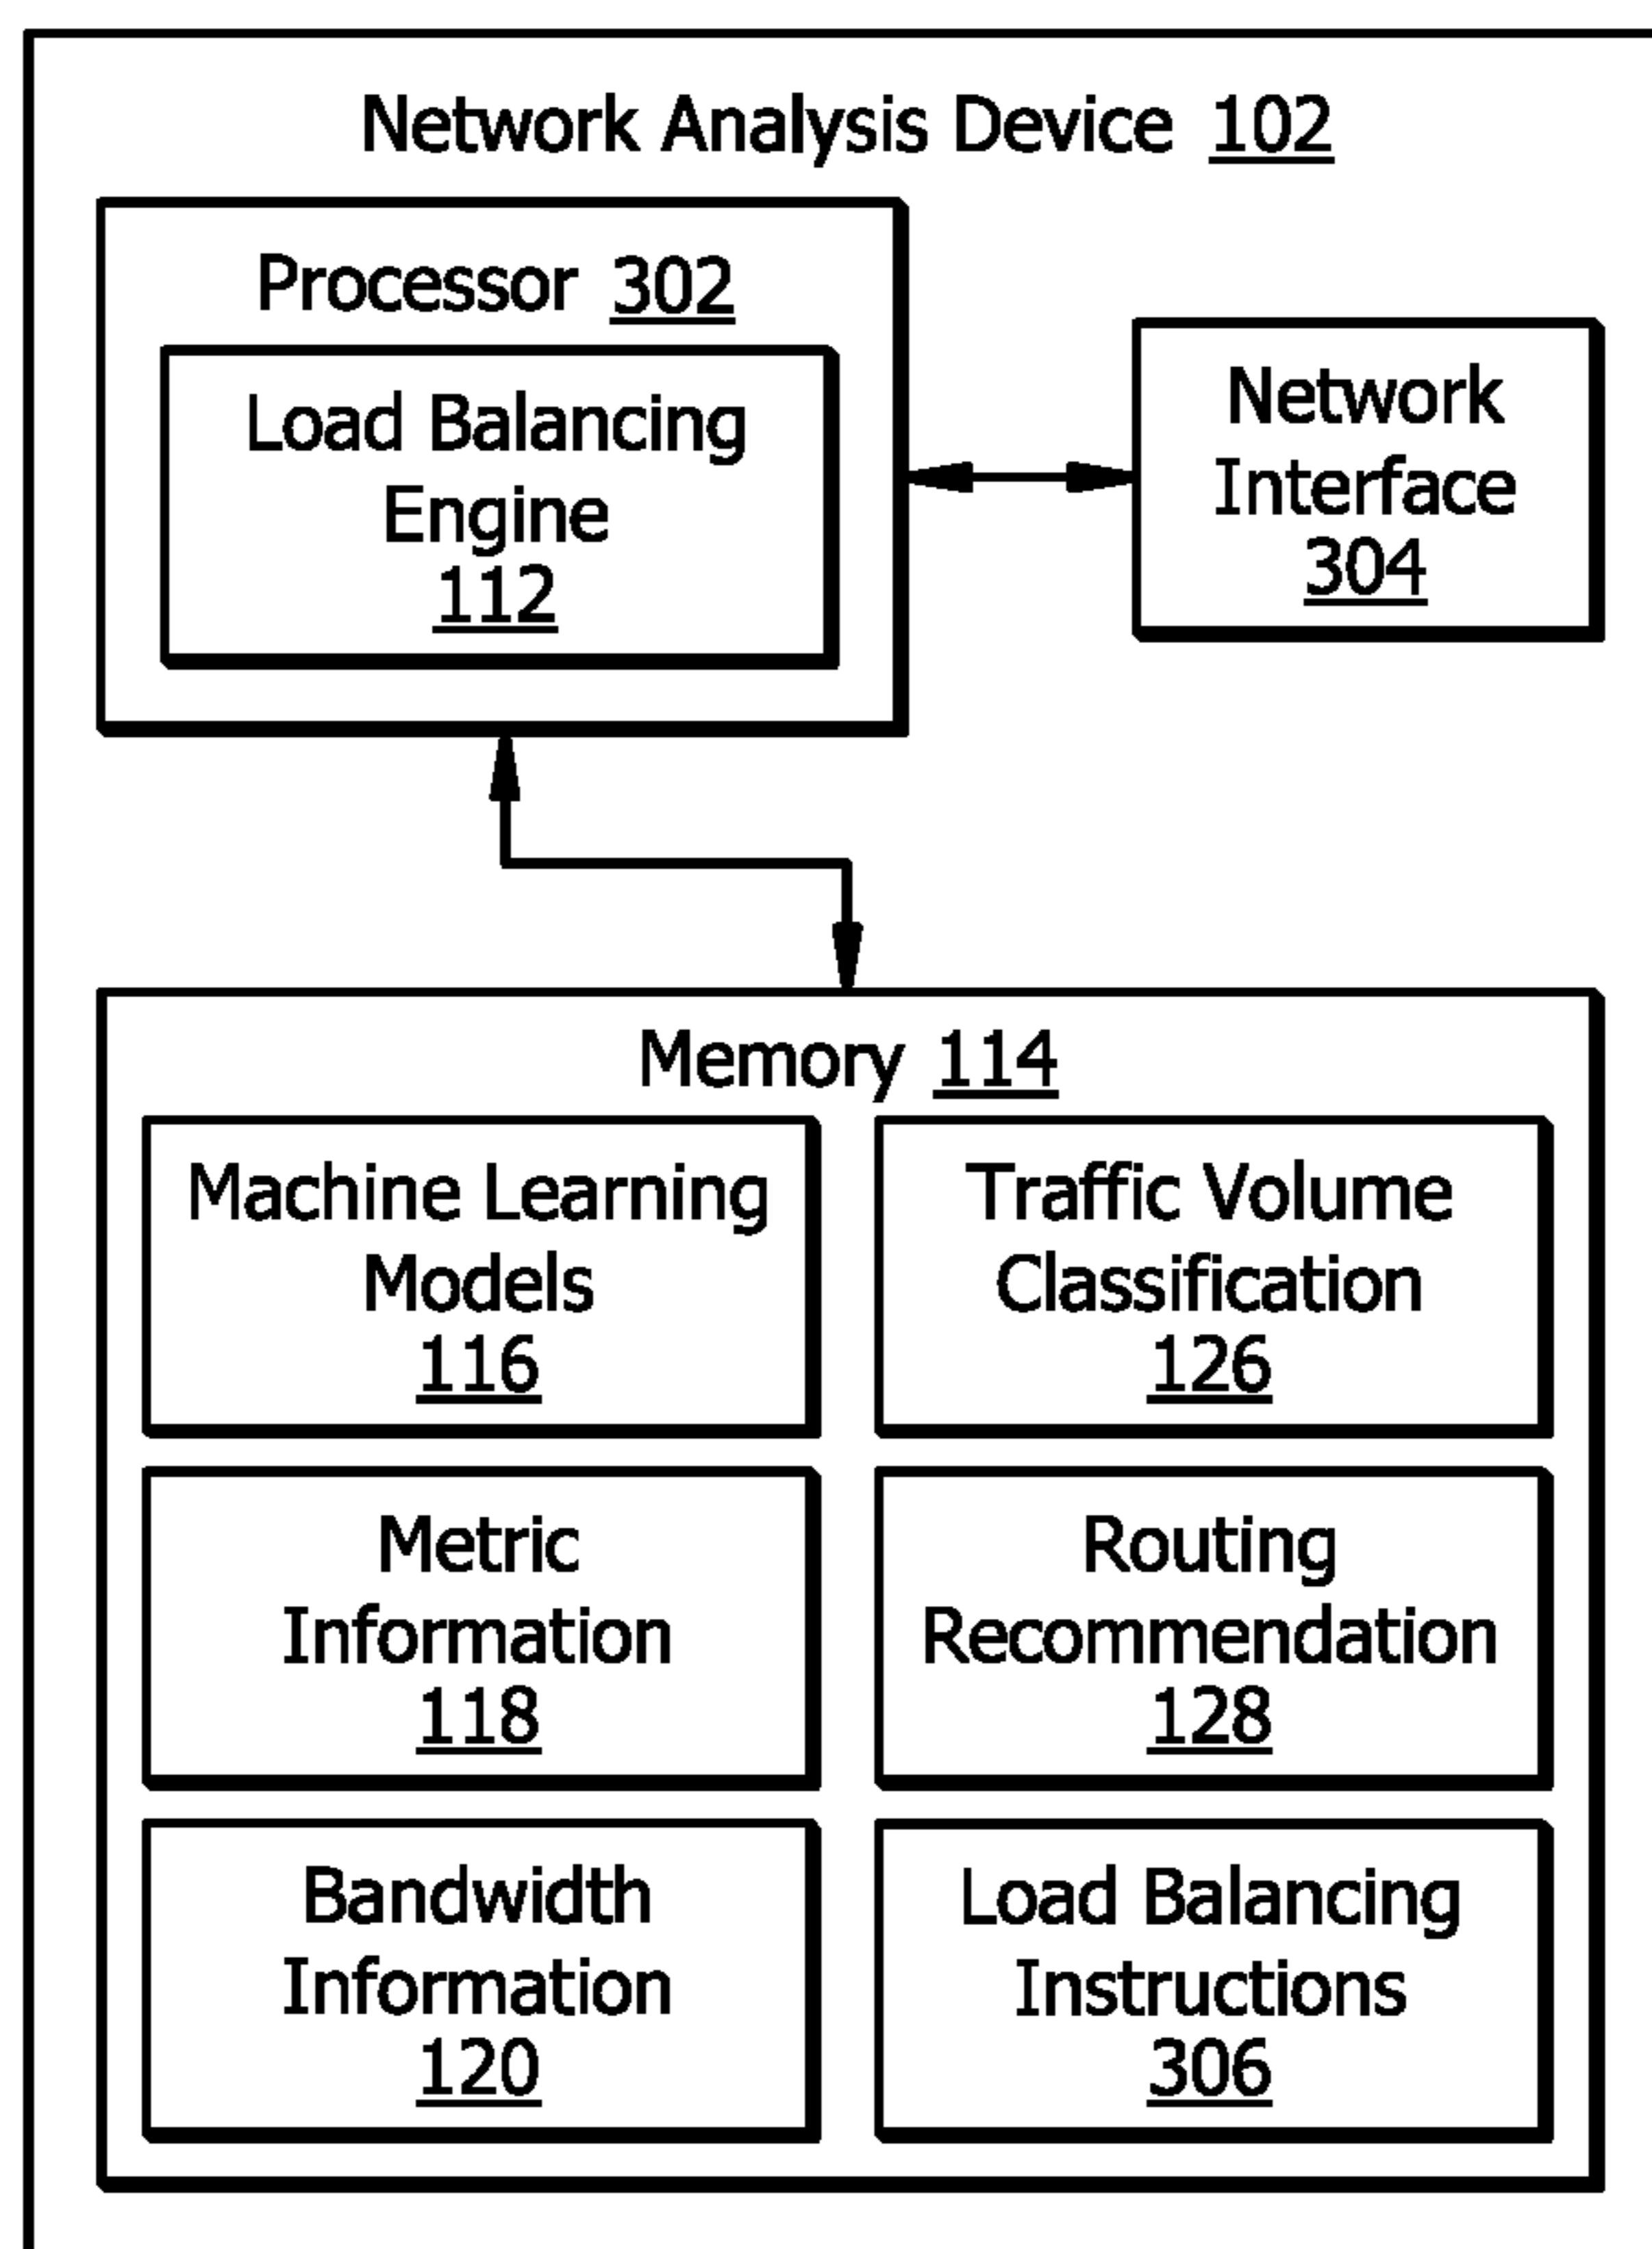 Network Analysis Device 102
Processor 302
Load Balancing
Engine
112
Network
Interface
304
Memory 114
Machine Learning
Models
116
Traffic Volume
Classification
126
Metric
Information
118
Routing
Recommendation
128
Bandwidth
Information
120
Load Balancing
Instructions
306